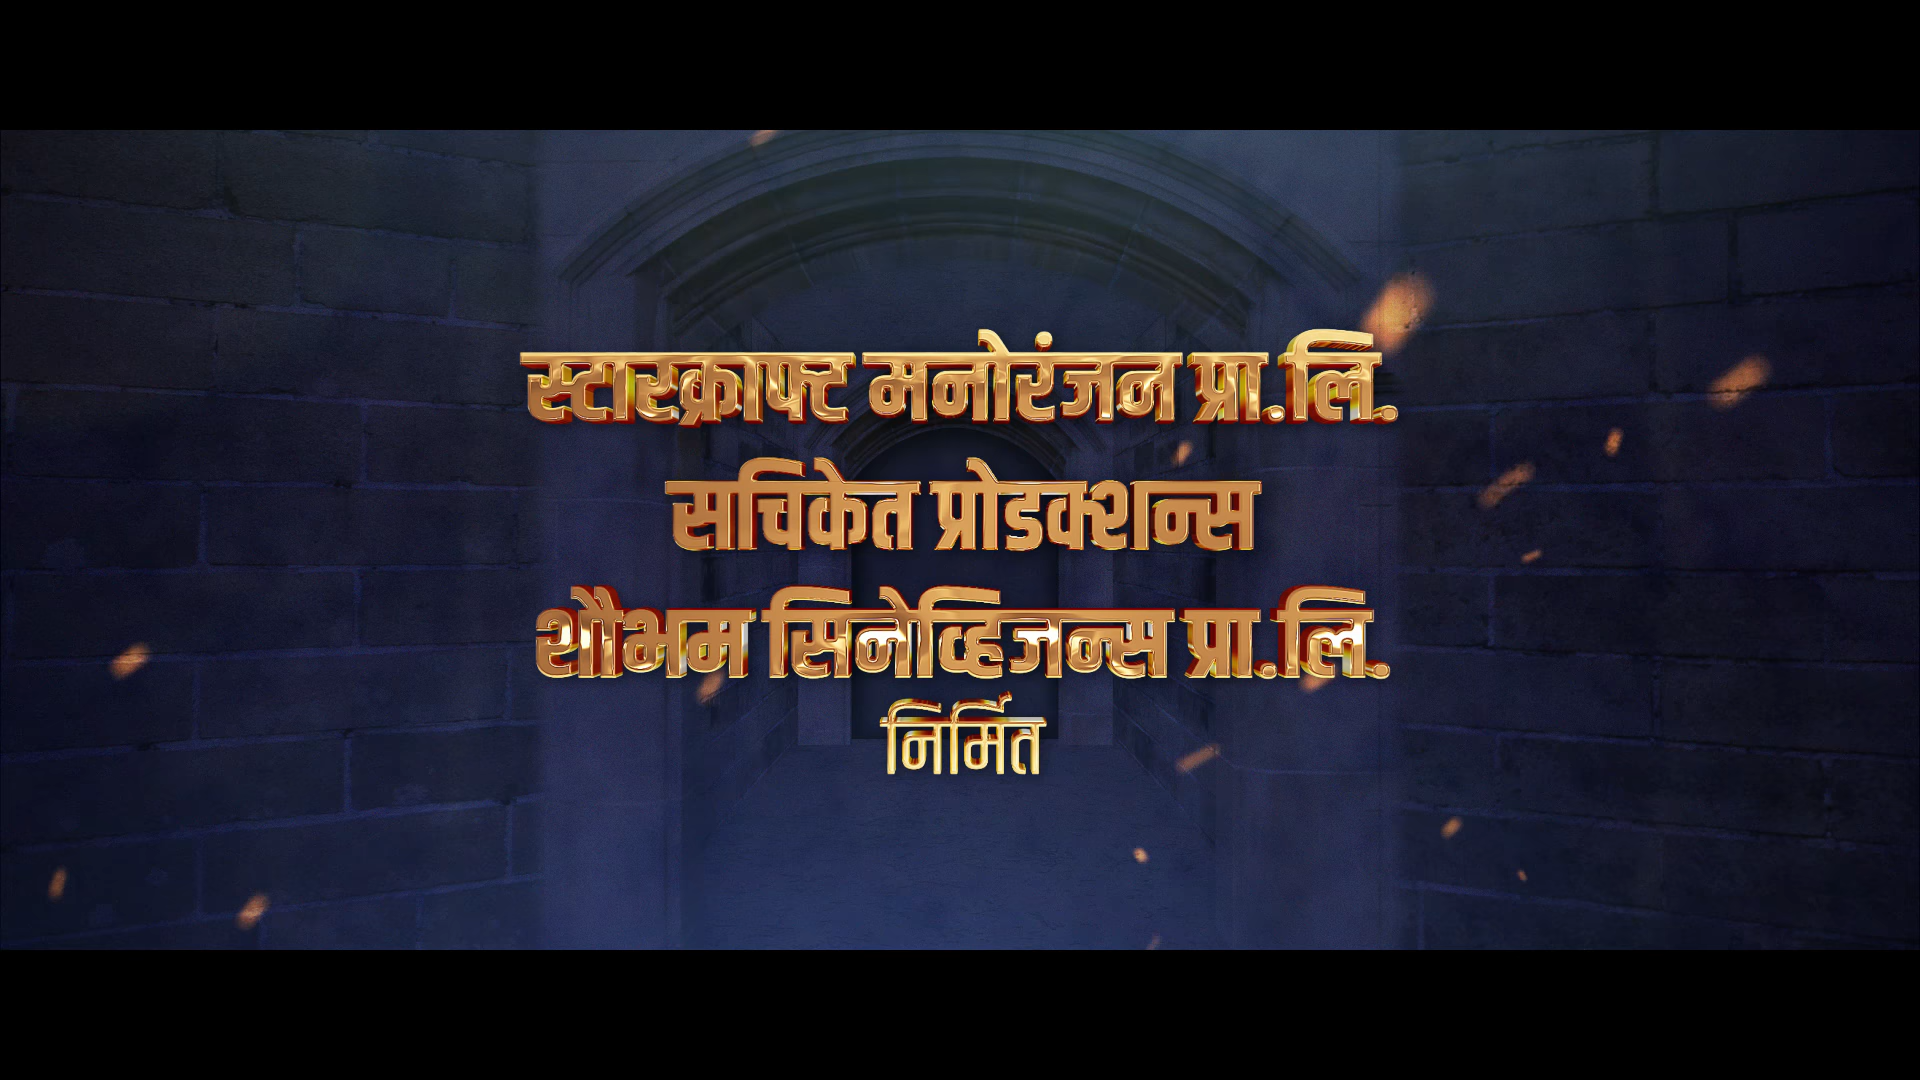 स्टारक्राफ्ट मनोरंजन प्रा.लि.
सचिकेत प्रोडक्शन्स
शौभम सिनेव्हिजन्स प्रा.लि.
निर्मित